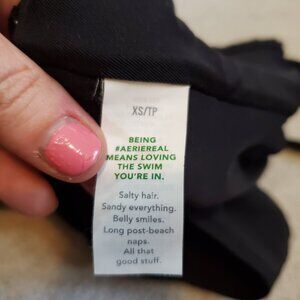 XS/TP
BEING
#AERIEREAL
MEANS LOVING
THE SWIM
YOU'RE IN.
Salty hair.
Sandy everything.
Belly smiles.
Long post-beach
naps.
All that
good stuff.